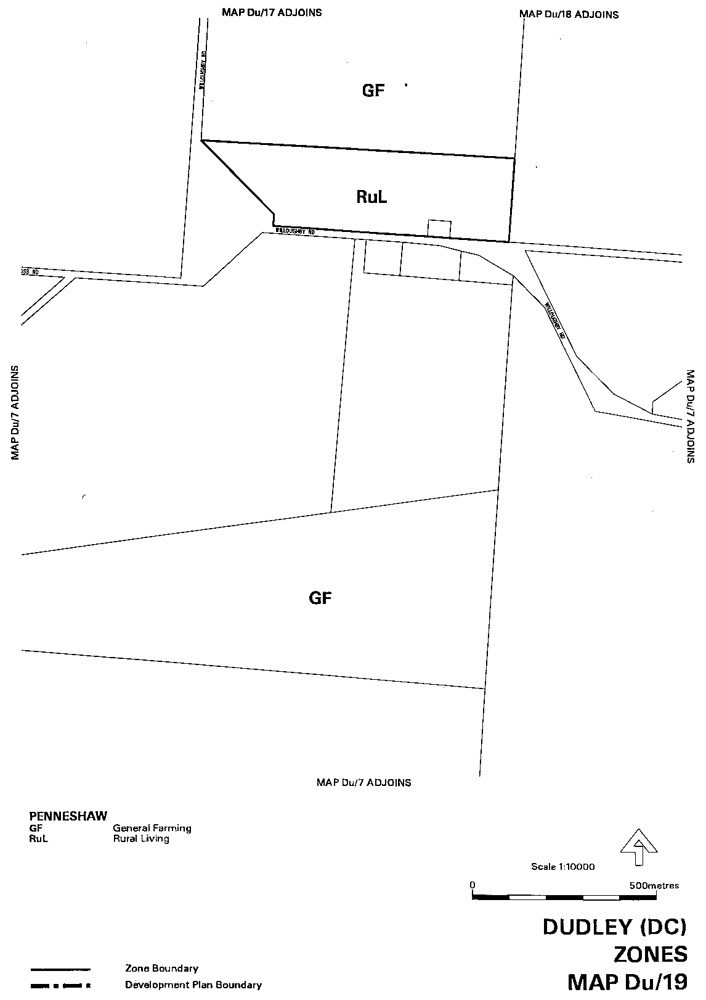 MAP Du/17 ADJOINS
MAP Du/18 ADJOINS
WILLOUGHBY RD
GF
RuL
WILLOUGHBY RD
OSS RD
WILLOUGHBY RD
MAP Du/7 ADJOINS
MAP Du/7 ADJOINS
GF
MAP Du/7 ADJOINS
PENNESHAW
GF General Farming
RuL Rural Living
Scale 1:10000
0 500metres
DUDLEY (DC)
ZONES
MAP Du/19
Zone Boundary
Development Plan Boundary